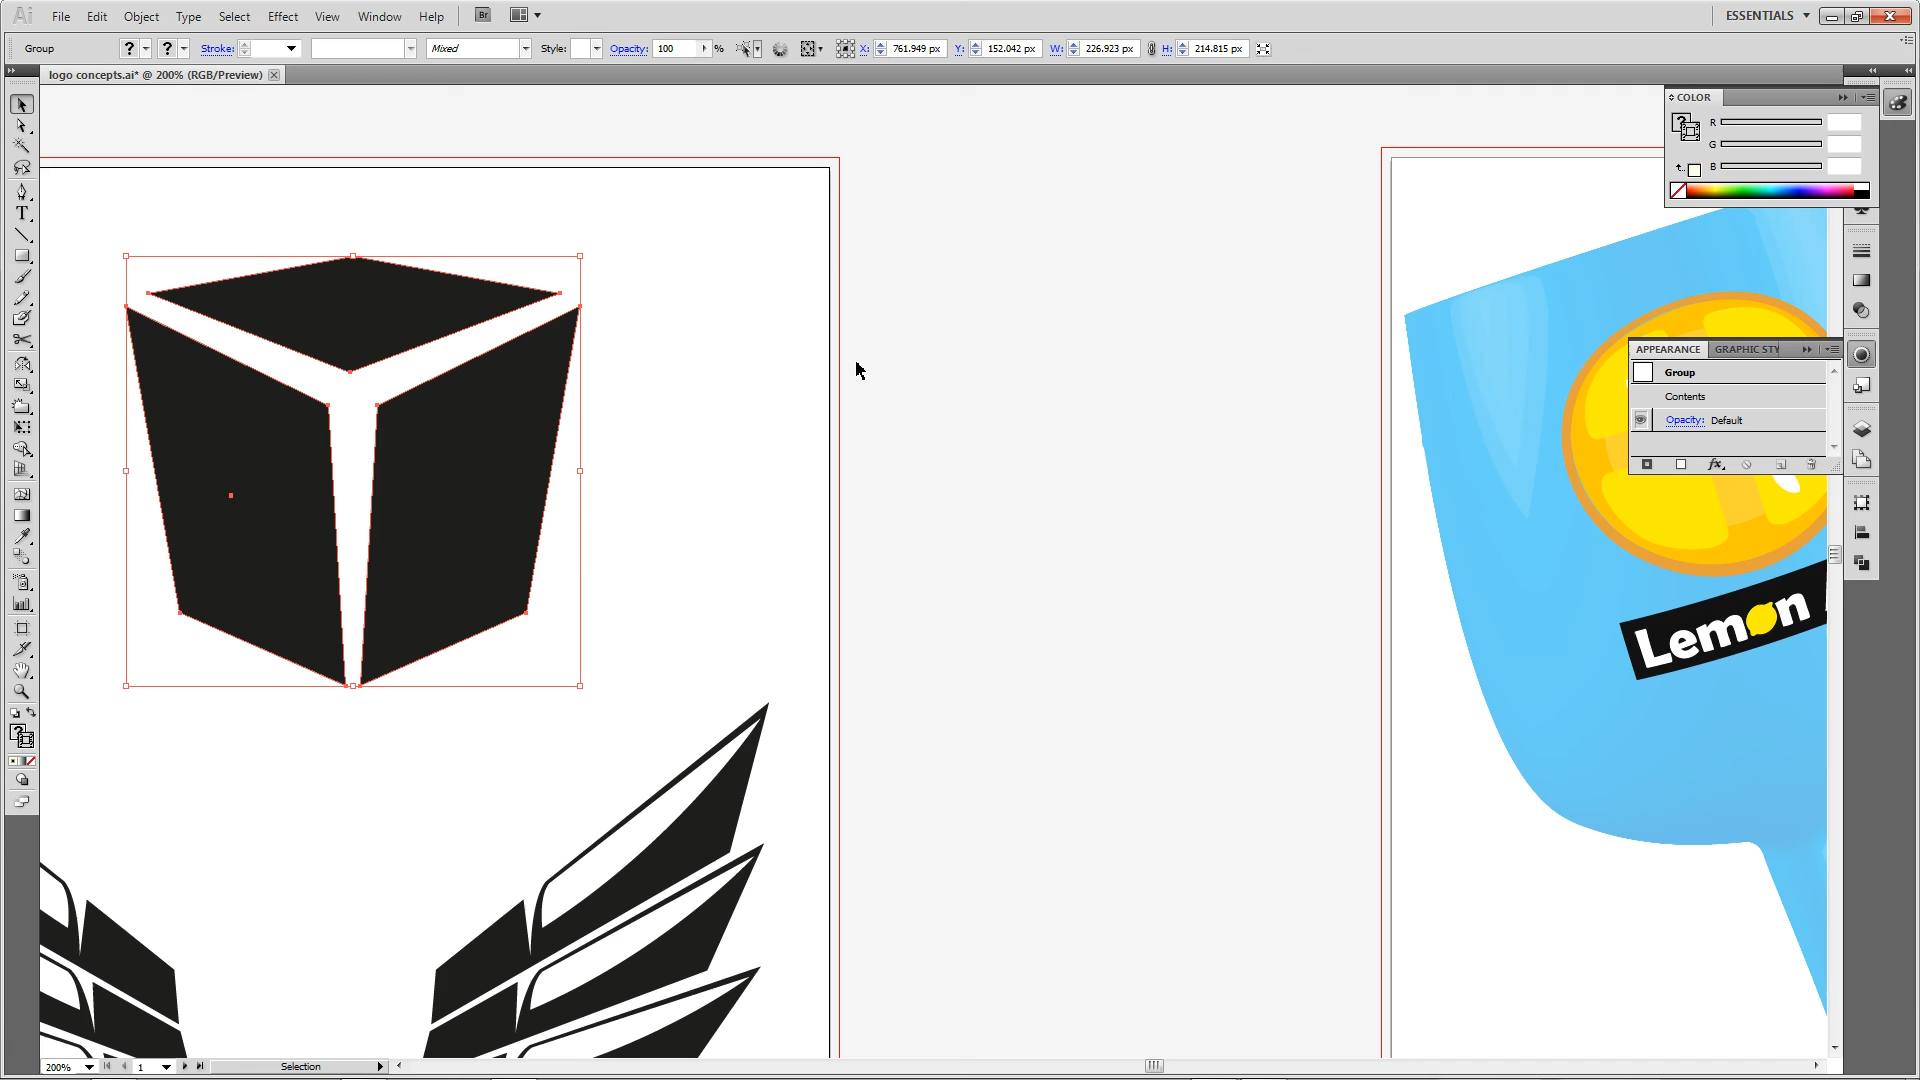 Ai File Edit Object Type Select Effect View Window Help Br ESSENTIALS
Group ? ? Stroke: Mixed Style: Opacity: 100 % X: 761.949 px Y: 152.042 px W: 226.923 px H: 214.815 px
logo concepts.ai* @ 200% (RGB/Preview)
COLOR
? R
G
B
T
APPEARANCE GRAPHIC STY
Group
Contents
Opacity: Default
fx
Lemon
?
200% 1 Selection